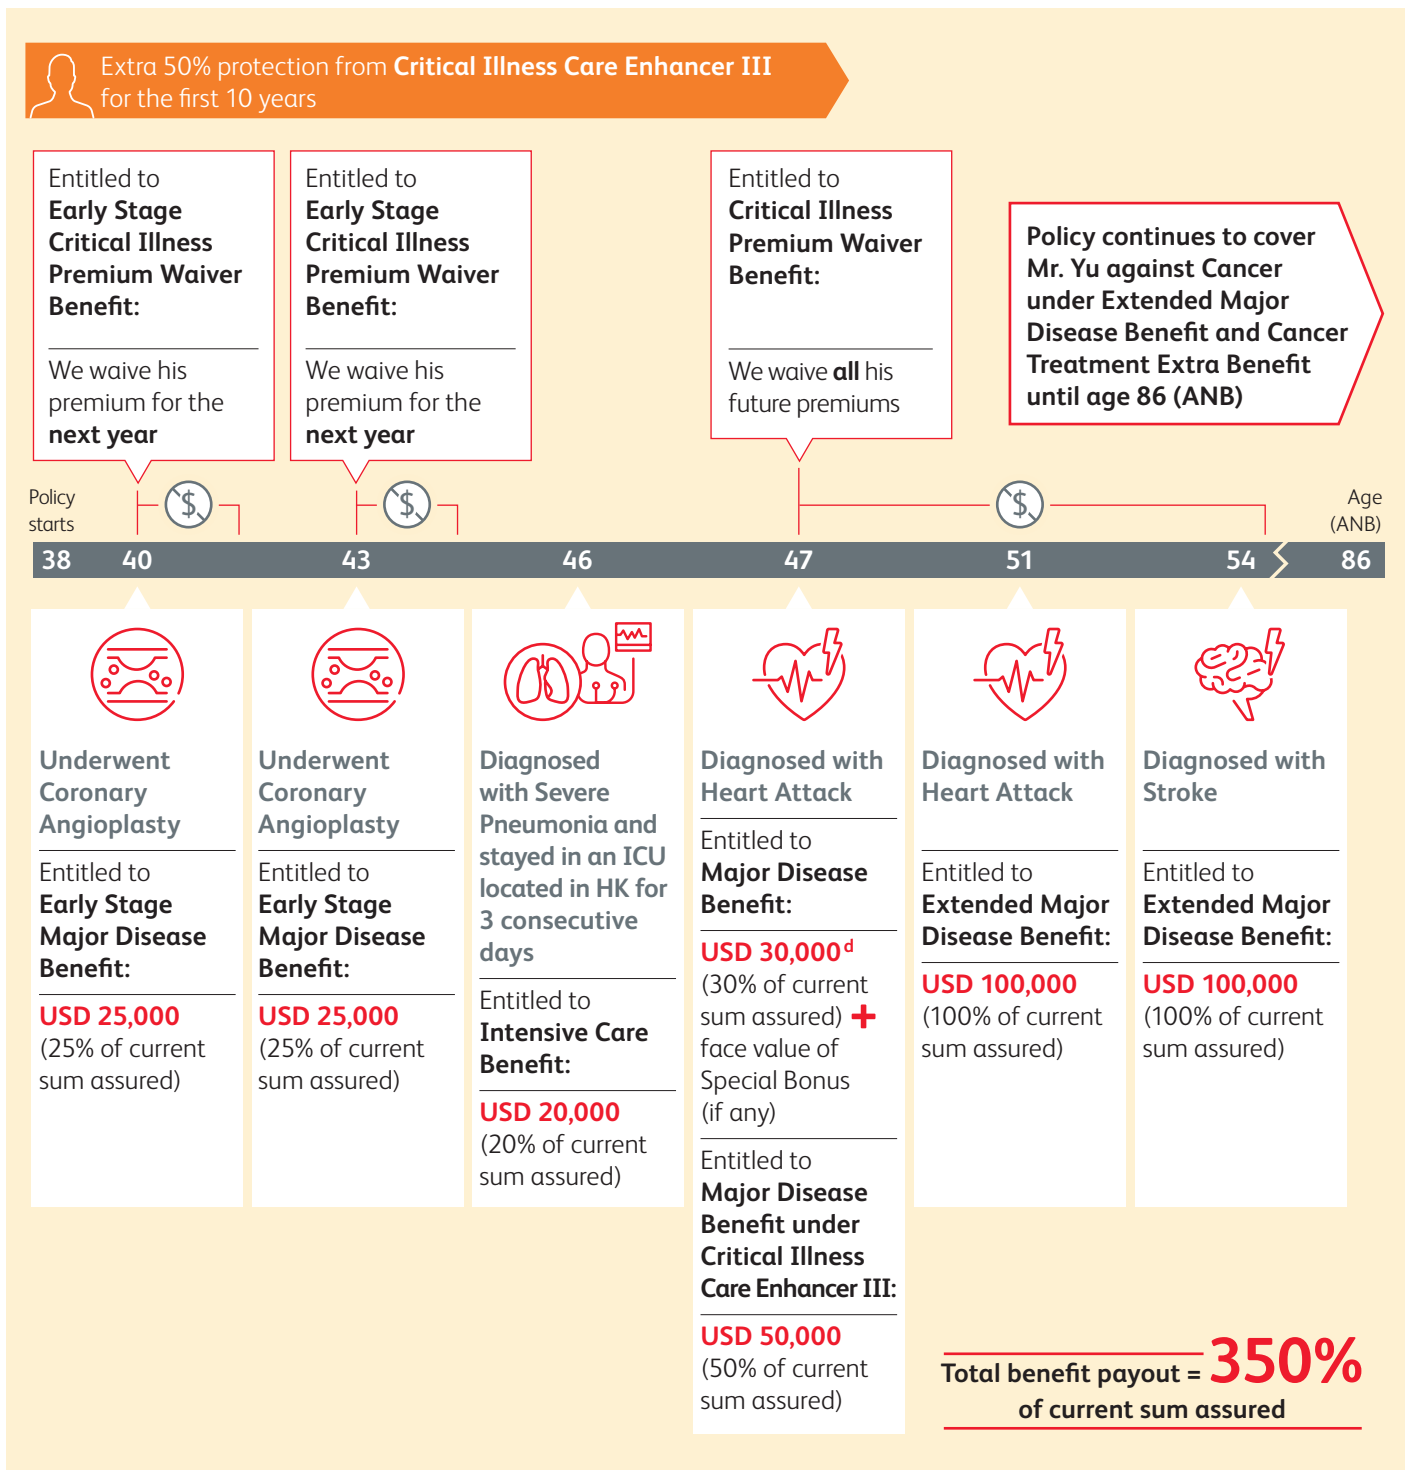 Extra 50% protection from Critical Illness Care Enhancer III
for the first 10 years
Entitled to
Early Stage
Critical Illness
Premium Waiver
Benefit:
We waive his
premium for the
next year
Entitled to
Early Stage
Critical Illness
Premium Waiver
Benefit:
We waive his
premium for the
next year
Entitled to
Critical Illness
Premium Waiver
Benefit:
We waive all his
future premiums
Policy continues to cover
Mr. Yu against Cancer
under Extended Major
Disease Benefit and Cancer
Treatment Extra Benefit
until age 86 (ANB)
Policy
starts
$
$
$
Age
(ANB)
38 40 43 46 47 51 54 86
Underwent
Coronary
Angioplasty
Entitled to
Early Stage
Major Disease
Benefit:
USD 25,000
(25% of current
sum assured)
Underwent
Coronary
Angioplasty
Entitled to
Early Stage
Major Disease
Benefit:
USD 25,000
(25% of current
sum assured)
Diagnosed
with Severe
Pneumonia and
stayed in an ICU
located in HK for
3 consecutive
days
Entitled to
Intensive Care
Benefit:
USD 20,000
(20% of current
sum assured)
Diagnosed with
Heart Attack
Entitled to
Major Disease
Benefit:
USD 30,000 d
(30% of current
sum assured) +
face value of
Special Bonus
(if any)
Entitled to
Major Disease
Benefit under
Critical Illness
Care Enhancer III:
USD 50,000
(50% of current
sum assured)
Diagnosed with
Heart Attack
Entitled to
Extended Major
Disease Benefit:
USD 100,000
(100% of current
sum assured)
Diagnosed with
Stroke
Entitled to
Extended Major
Disease Benefit:
USD 100,000
(100% of current
sum assured)
Total benefit payout = 350%
of current sum assured